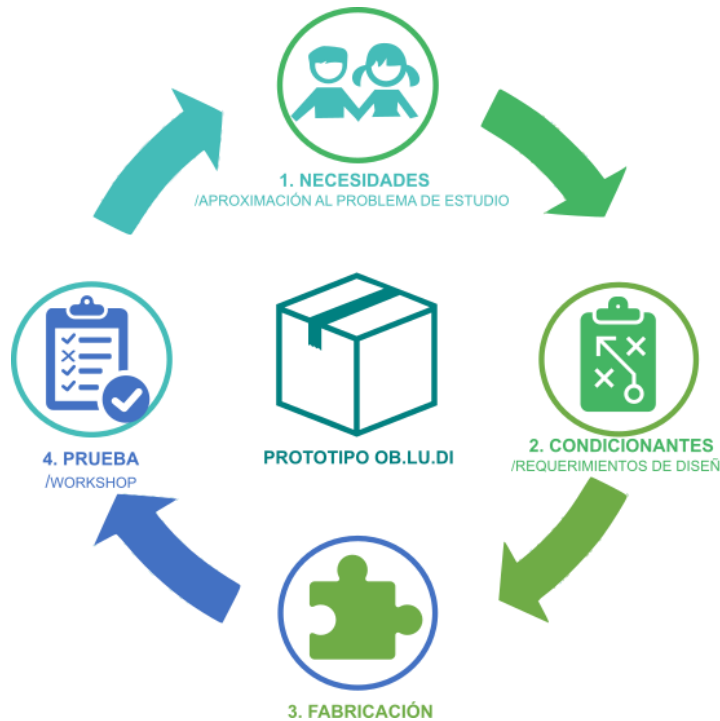 1. NECESIDADES
/APROXIMACIÓN AL PROBLEMA DE ESTUDIO
2. CONDICIONANTES
/REQUERIMIENTOS DE DISEÑ
PROTOTIPO OB.LU.DI
4. PRUEBA
/WORKSHOP
3. FABRICACIÓN